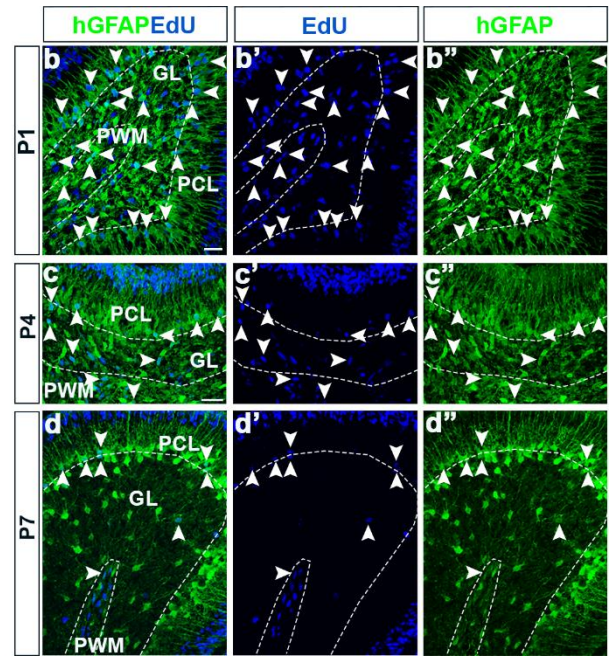 hGFAPEdU EdU hGFAP
P1
b b' b"
GL
PWM
PCL
P4
c c' c"
PCL
GL
PWM
P7
d d' d"
PCL
GL
PWM